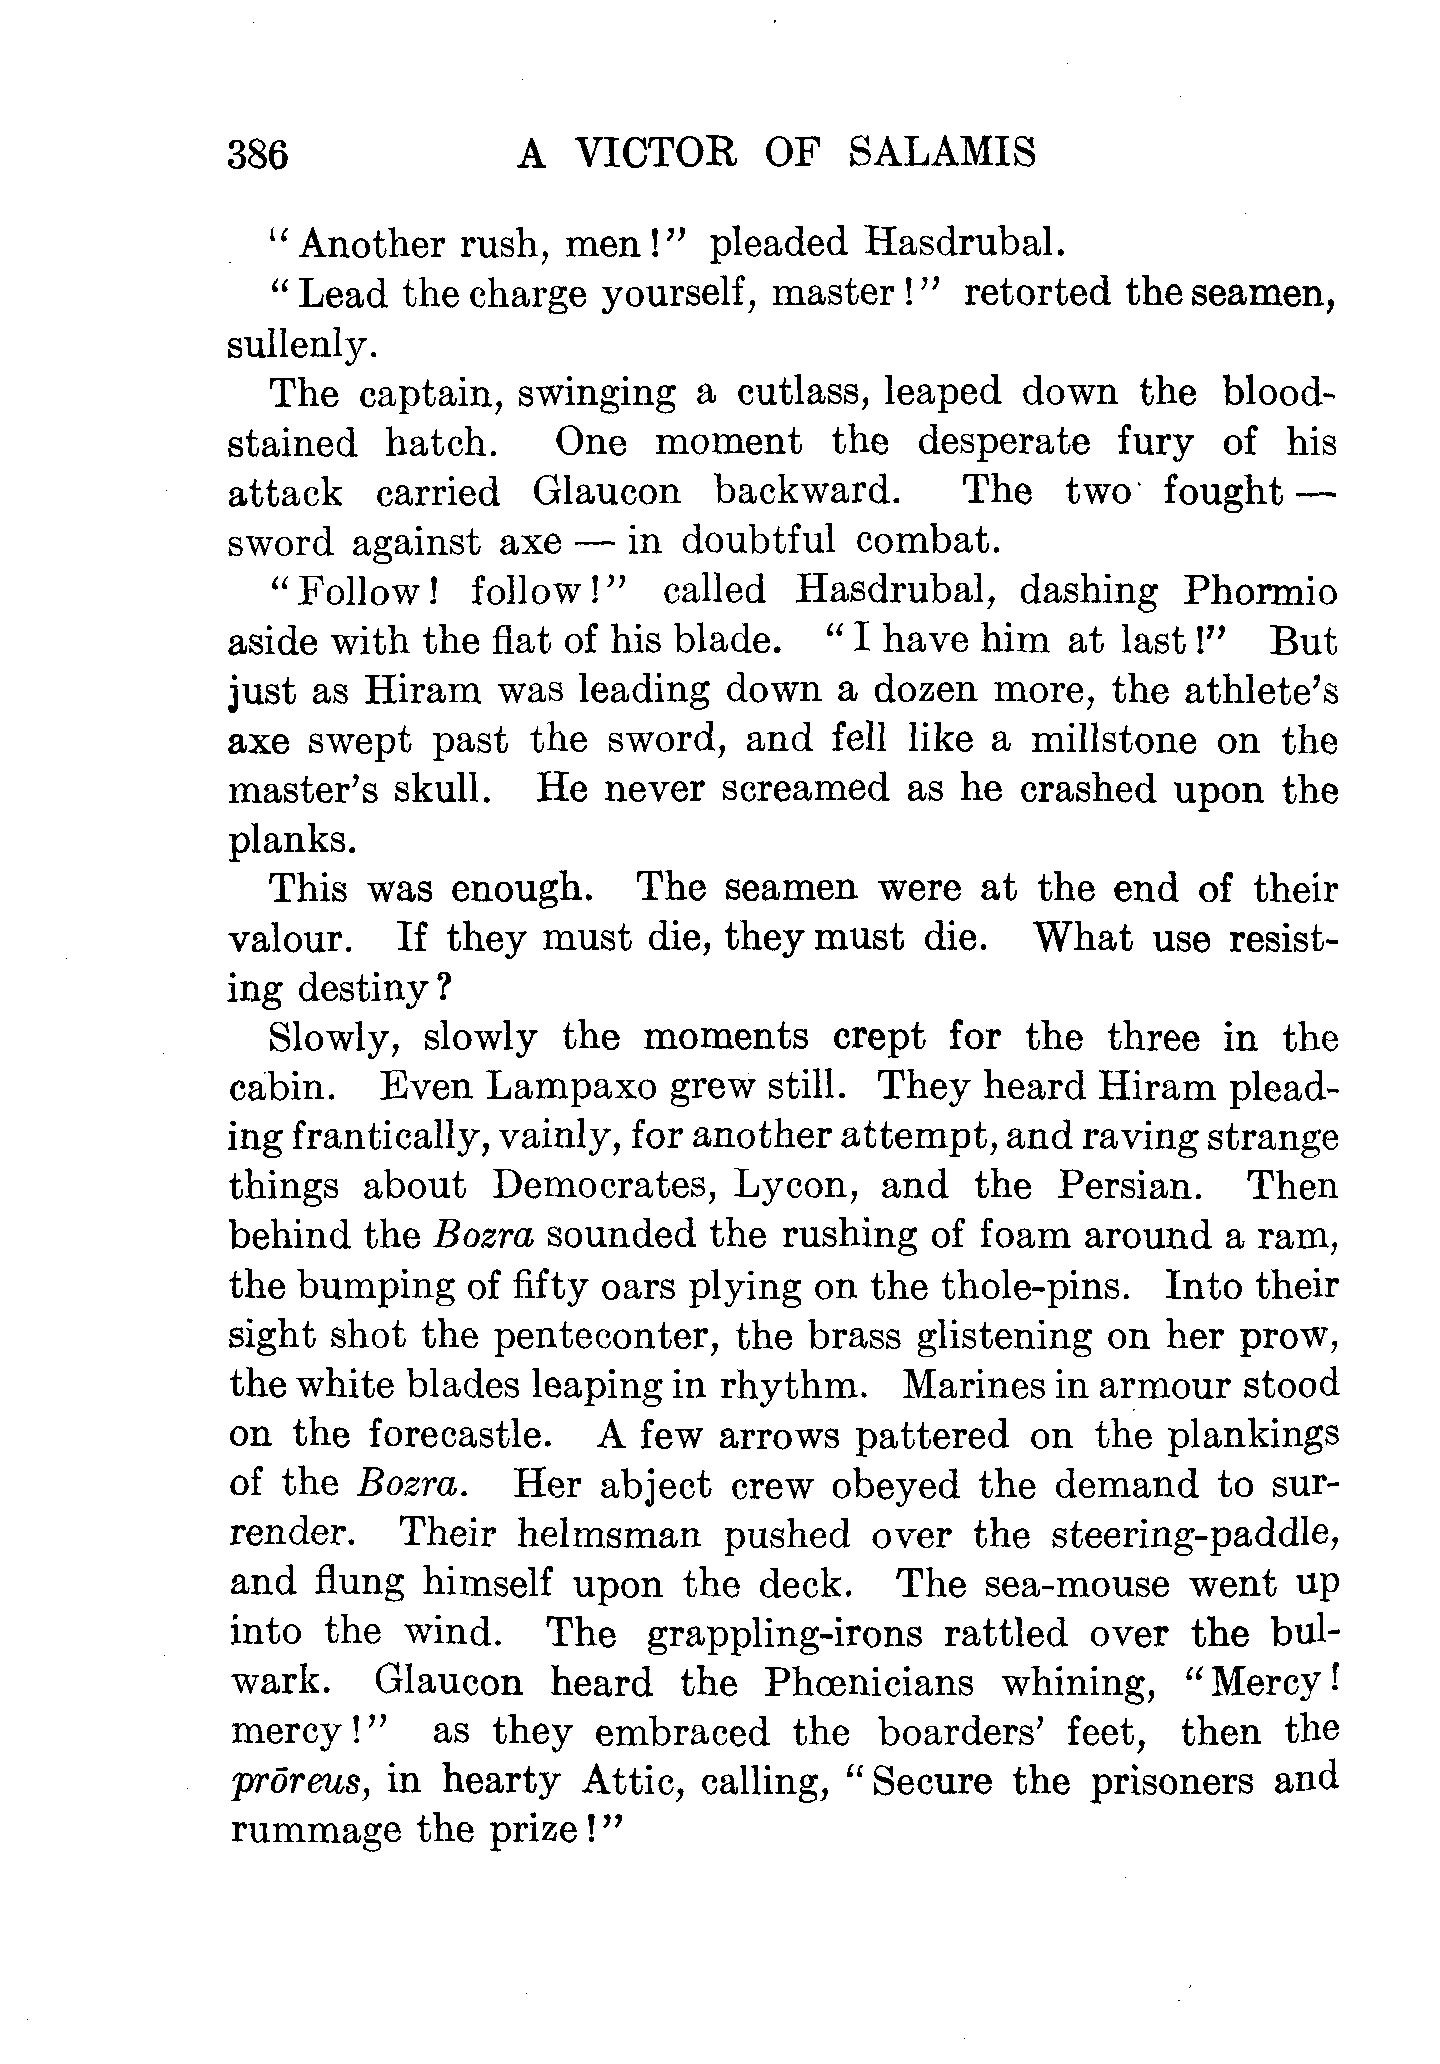 386 A VICTOR OF SALAMIS
"Another rush, men!" pleaded Hasdrubal.
"Lead the charge yourself, master!" retorted the seamen,
sullenly.
The captain, swinging a cutlass, leaped down the blood-
stained hatch. One moment the desperate fury of his
attack carried Glaucon backward. The two fought —
sword against axe — in doubtful combat.
"Follow! follow!" called Hasdrubal, dashing Phormio
aside with the flat of his blade. "I have him at last!" But
just as Hiram was leading down a dozen more, the athlete's
axe swept past the sword, and fell like a millstone on the
master's skull. He never screamed as he crashed upon the
planks.
This was enough. The seamen were at the end of their
valour. If they must die, they must die. What use resist-
ing destiny?
Slowly, slowly the moments crept for the three in the
cabin. Even Lampaxo grew still. They heard Hiram plead-
ing frantically, vainly, for another attempt, and raving strange
things about Democrates, Lycon, and the Persian. Then
behind the Bozra sounded the rushing of foam around a ram,
the bumping of fifty oars plying on the thole-pins. Into their
sight shot the penteconter, the brass glistening on her prow,
the white blades leaping in rhythm. Marines in armour stood
on the forecastle. A few arrows pattered on the plankings
of the Bozra. Her abject crew obeyed the demand to sur-
render. Their helmsman pushed over the steering-paddle,
and flung himself upon the deck. The sea-mouse went up
into the wind. The grappling-irons rattled over the bul-
wark. Glaucon heard the Phœnicians whining, "Mercy!
mercy!" as they embraced the boarders' feet, then the
prōreus, in hearty Attic, calling, "Secure the prisoners and
rummage the prize!"